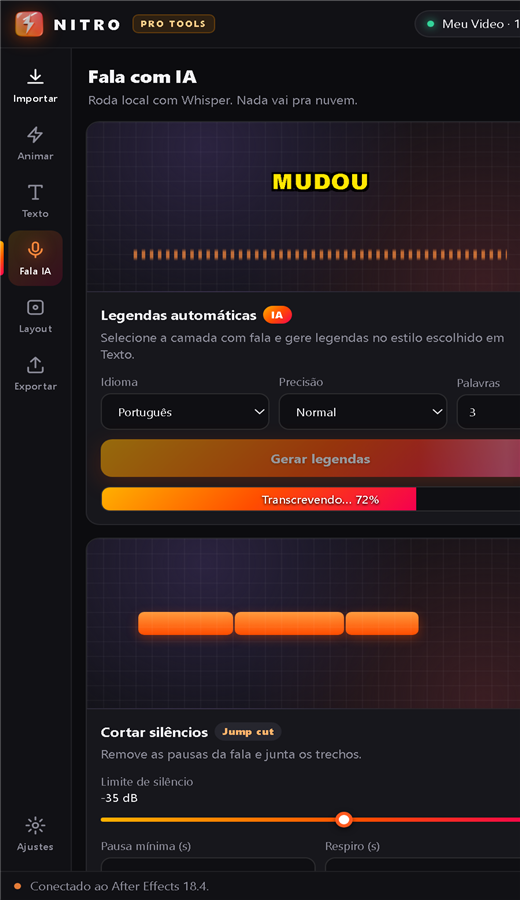 NITRO PRO TOOLS
Meu Video · 1
Importar
Animar
Texto
Fala IA
Layout
Exportar
Ajustes
Fala com IA
Roda local com Whisper. Nada vai pra nuvem.
MUDOU
Legendas automáticas IA
Selecione a camada com fala e gere legendas no estilo escolhido em
Texto.
Idioma Precisão Palavras
Português Normal 3
Gerar legendas
Transcrevendo... 72%
Cortar silêncios Jump cut
Remove as pausas da fala e junta os trechos.
Limite de silêncio
-35 dB
Pausa mínima (s) Respiro (s)
Conectado ao After Effects 18.4.